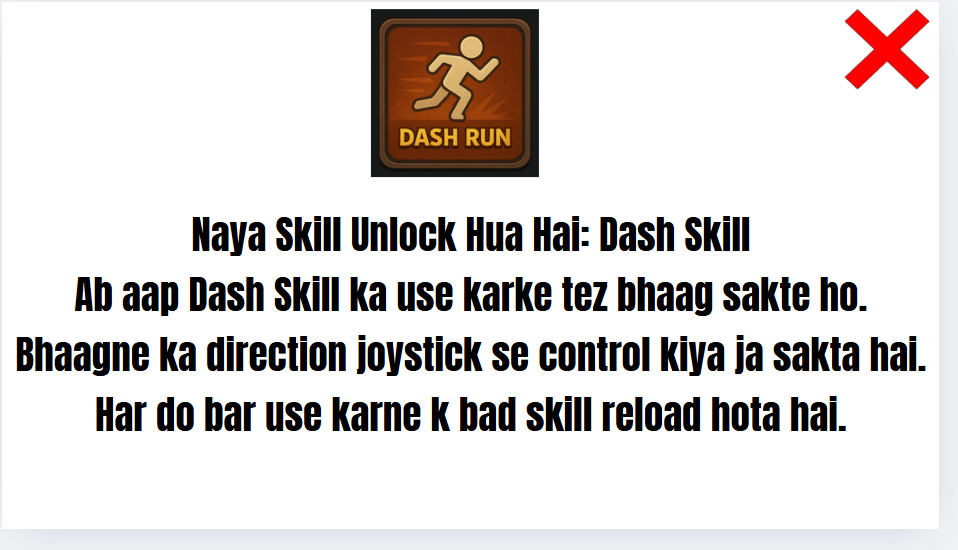 DASH RUN
Naya Skill Unlock Hua Hai: Dash Skill
Ab aap Dash Skill ka use karke tez bhaag sakte ho.
Bhaagne ka direction joystick se control kiya ja sakta hai.
Har do bar use karne k bad skill reload hota hai.